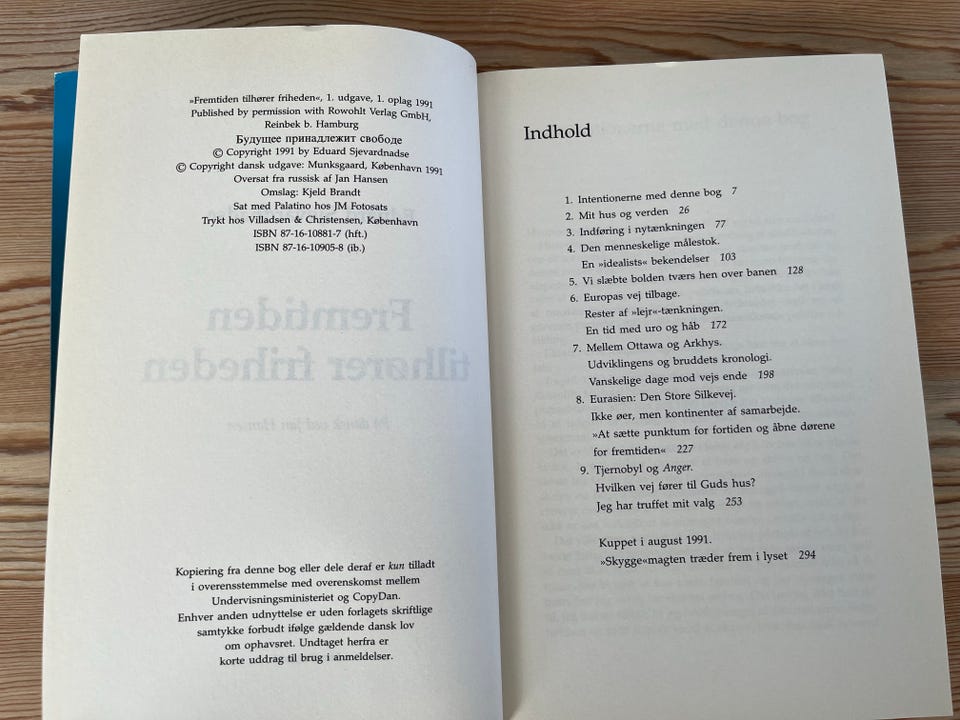 »Fremtiden tilhører friheden«, 1. udgave, 1. oplag 1991
Published by permission with Rowohlt Verlag GmbH,
Reinbek b. Hamburg
Будущее принадлежит свободе
© Copyright 1991 by Eduard Sjevardnadse
© Copyright dansk udgave: Munksgaard, København 1991
Oversat fra russisk af Jan Hansen
Omslag: Kjeld Brandt
Sat med Palatino hos JM Fotosats
Trykt hos Villadsen & Christensen, København
ISBN 87-16-10881-7 (hft.)
ISBN 87-16-10905-8 (ib.)
Fremtiden
tilhører friheden
På dansk ved Jan Hansen
Kopiering fra denne bog eller dele deraf er kun tilladt
i overensstemmelse med overenskomst mellem
Undervisningsministeriet og CopyDan.
Enhver anden udnyttelse er uden forlagets skriftlige
samtykke forbudt ifølge gældende dansk lov
om ophavsret. Undtaget herfra er
korte uddrag til brug i anmeldelser.
Indhold
1. Intentionerne med denne bog 7
2. Mit hus og verden 26
3. Indføring i nytænkningen 77
4. Den menneskelige målestok.
En »idealists« bekendelser 103
5. Vi slæbte bolden tværs hen over banen 128
6. Europas vej tilbage.
Rester af »lejr«-tænkningen.
En tid med uro og håb 172
7. Mellem Ottawa og Arkhys.
Udviklingens og bruddets kronologi.
Vanskelige dage mod vejs ende 198
8. Eurasien: Den Store Silkevej.
Ikke øer, men kontinenter af samarbejde.
»At sætte punktum for fortiden og åbne dørene
for fremtiden« 227
9. Tjernobyl og Anger.
Hvilken vej fører til Guds hus?
Jeg har truffet mit valg 253
Kuppet i august 1991.
»Skygge«magten træder frem i lyset 294